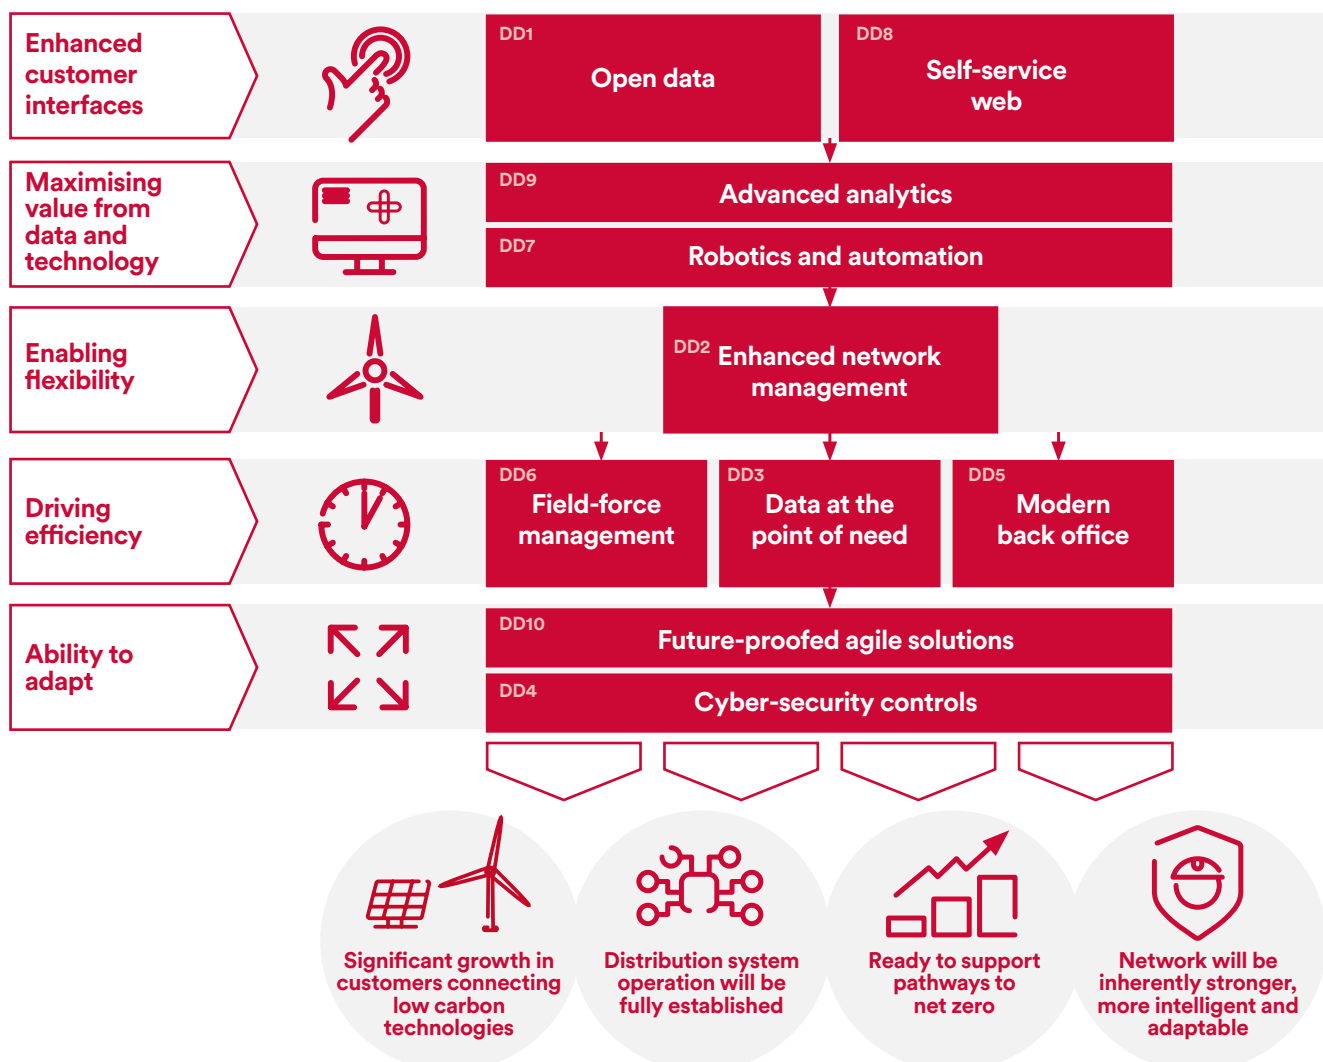 Enhanced
customer
interfaces
DD1
Open data
DD8
Self-service
web
Maximising
value from
data and
technology
DD9
Advanced analytics
DD7
Robotics and automation
Enabling
flexibility
DD2
Enhanced network
management
Driving
efficiency
DD6
Field-force
management
DD3
Data at the
point of need
DD5
Modern
back office
Ability to
adapt
DD10
Future-proofed agile solutions
DD4
Cyber-security controls
Significant growth in
customers connecting
low carbon
technologies
Distribution system
operation will be
fully established
Ready to support
pathways to
net zero
Network will be
inherently stronger,
more intelligent and
adaptable